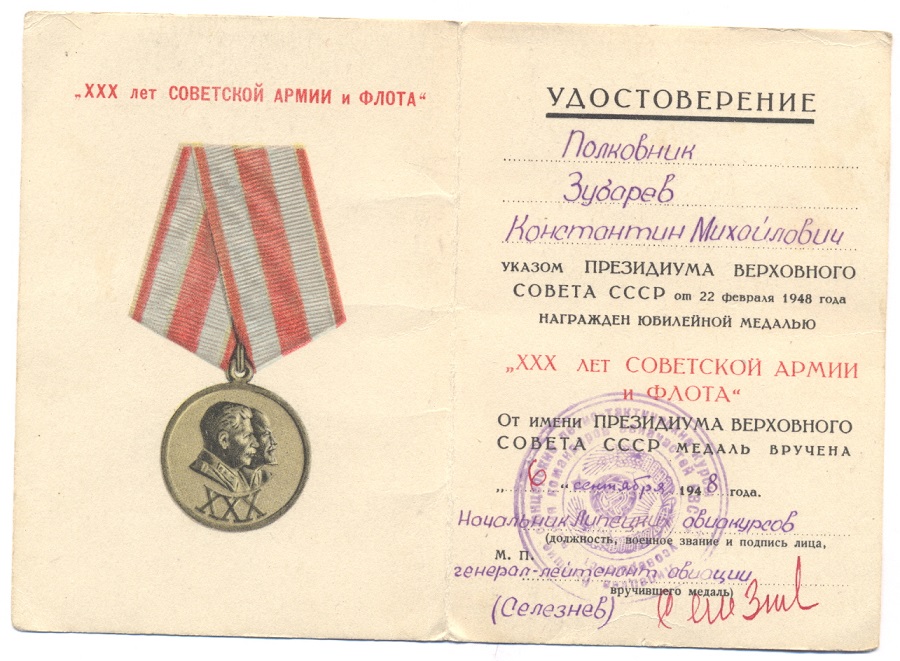 „XXX лет СОВЕТСКОЙ АРМИИ и ФЛОТА“
XXX
УДОСТОВЕРЕНИЕ
Полковник
Зубарев
Константин Михайлович
УКАЗОМ ПРЕЗИДИУМА ВЕРХОВНОГО
СОВЕТА СССР от 22 февраля 1948 года
НАГРАЖДЕН ЮБИЛЕЙНОЙ МЕДАЛЬЮ
„XXX ЛЕТ СОВЕТСКОЙ АРМИИ
и ФЛОТА“
От имени ПРЕЗИДИУМА ВЕРХОВНОГО
СОВЕТА СССР МЕДАЛЬ ВРУЧЕНА
„6“ сентября 1948 года.
Начальник Липецких авиакурсов
(должность, военное звание и подпись лица,
М. П.
генерал-лейтенант авиации
вручившего медаль)
(Селезнев)